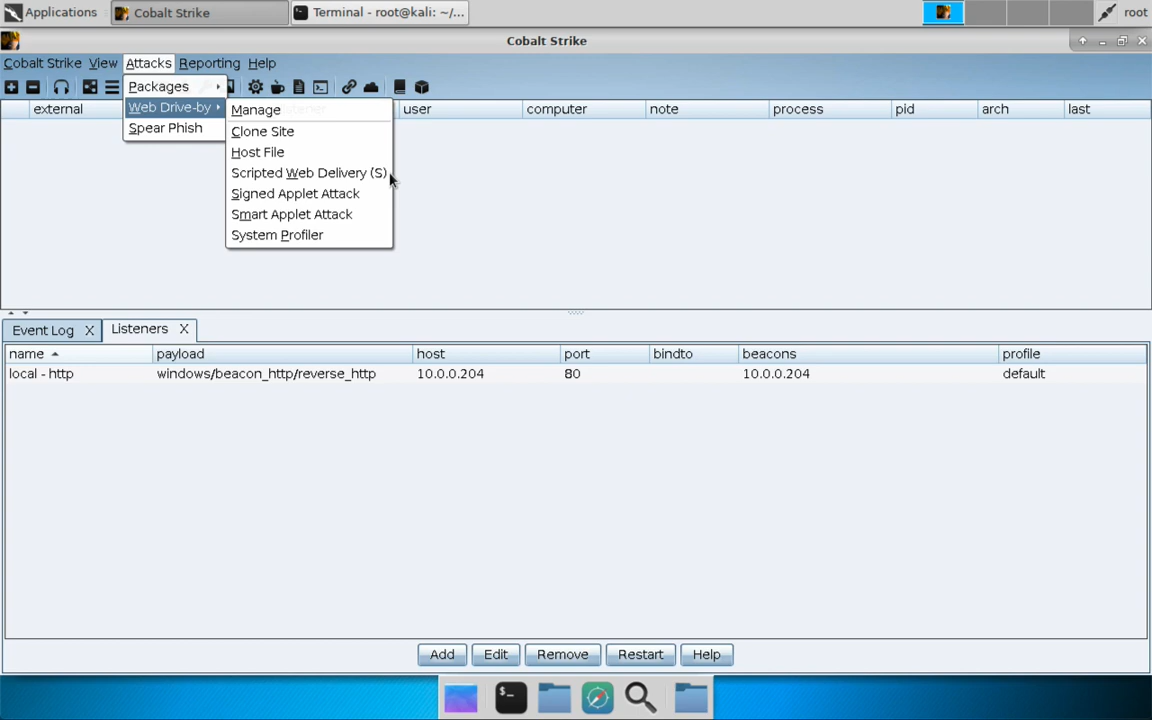 Applications Cobalt Strike Terminal - root@kali: ~/... root
Cobalt Strike
Cobalt Strike View Attacks Reporting Help
Packages
Web Drive-by
Spear Phish
Manage
Clone Site
Host File
Scripted Web Delivery (S)
Signed Applet Attack
Smart Applet Attack
System Profiler
external user computer note process pid arch last
Event Log X Listeners X
name payload host port bindto beacons profile
local - http windows/beacon_http/reverse_http 10.0.0.204 80 10.0.0.204 default
Add Edit Remove Restart Help